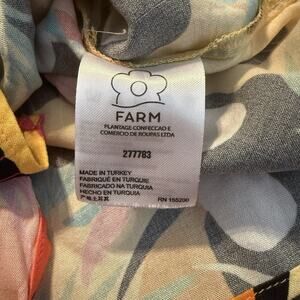 FARM
PLANTAGE CONFECCAO E
COMERCIO DE ROUPAS LTDA
277783
MADE IN TURKEY
FABRIQUÉ EN TURQUIE
FABRICADO NA TURQUIA
HECHO EN TURQUIA
RN 155200